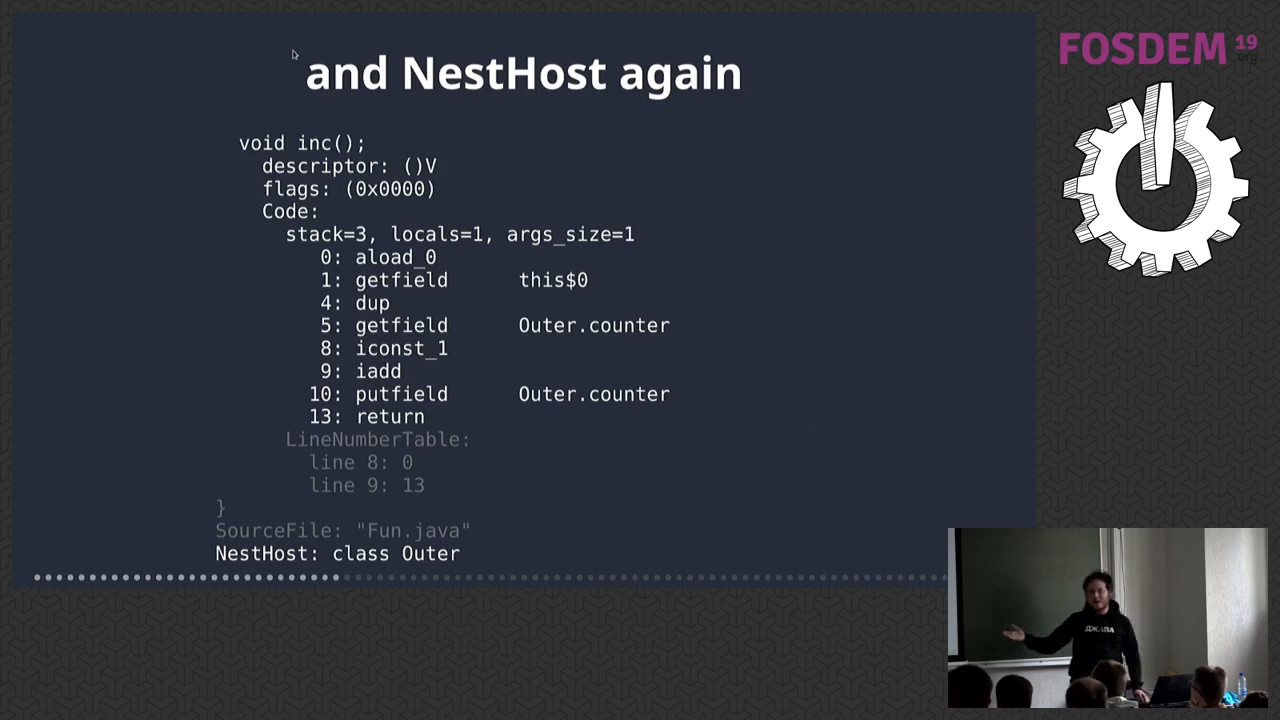 and NestHost again
void inc();
descriptor: ()V
flags: (0x0000)
Code:
stack=3, locals=1, args_size=1
0: aload_0
1: getfield this$0
4: dup
5: getfield Outer.counter
8: iconst_1
9: iadd
10: putfield Outer.counter
13: return
LineNumberTable:
line 8: 0
line 9: 13
}
SourceFile: "Fun.java"
NestHost: class Outer
FOSDEM 19
.org
ДЖАВА